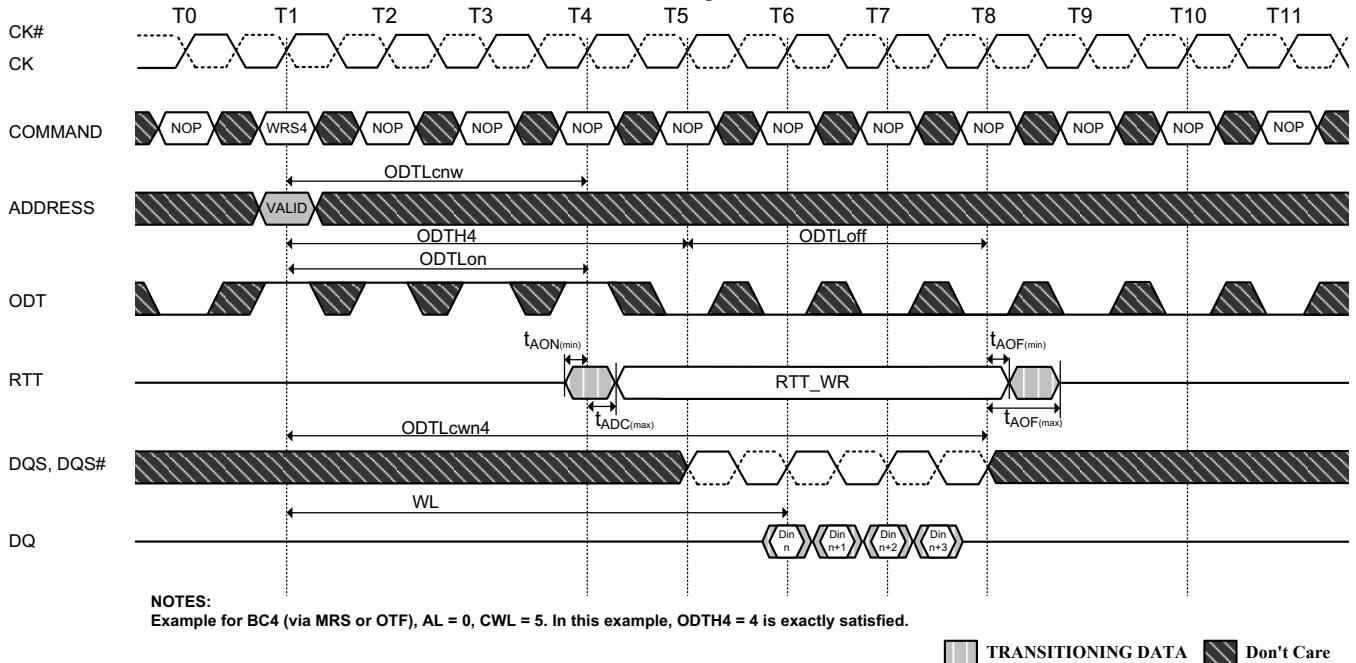 T0 T1 T2 T3 T4 T5 T6 T7 T8 T9 T10 T11
CK#
CK
COMMAND NOP WRS4 NOP NOP NOP NOP NOP NOP NOP NOP NOP NOP
ODTLcnw
ADDRESS VALID
ODTH4 ODTLoff
ODTLon
ODT
tAON(min) tAOF(min)
RTT RTT_WR
tADC(max) tAOF(max)
ODTLcwn4
DQS, DQS#
WL
DQ Din n Din n+1 Din n+2 Din n+3
NOTES:
Example for BC4 (via MRS or OTF), AL = 0, CWL = 5. In this example, ODTH4 = 4 is exactly satisfied.
TRANSITIONING DATA Don't Care